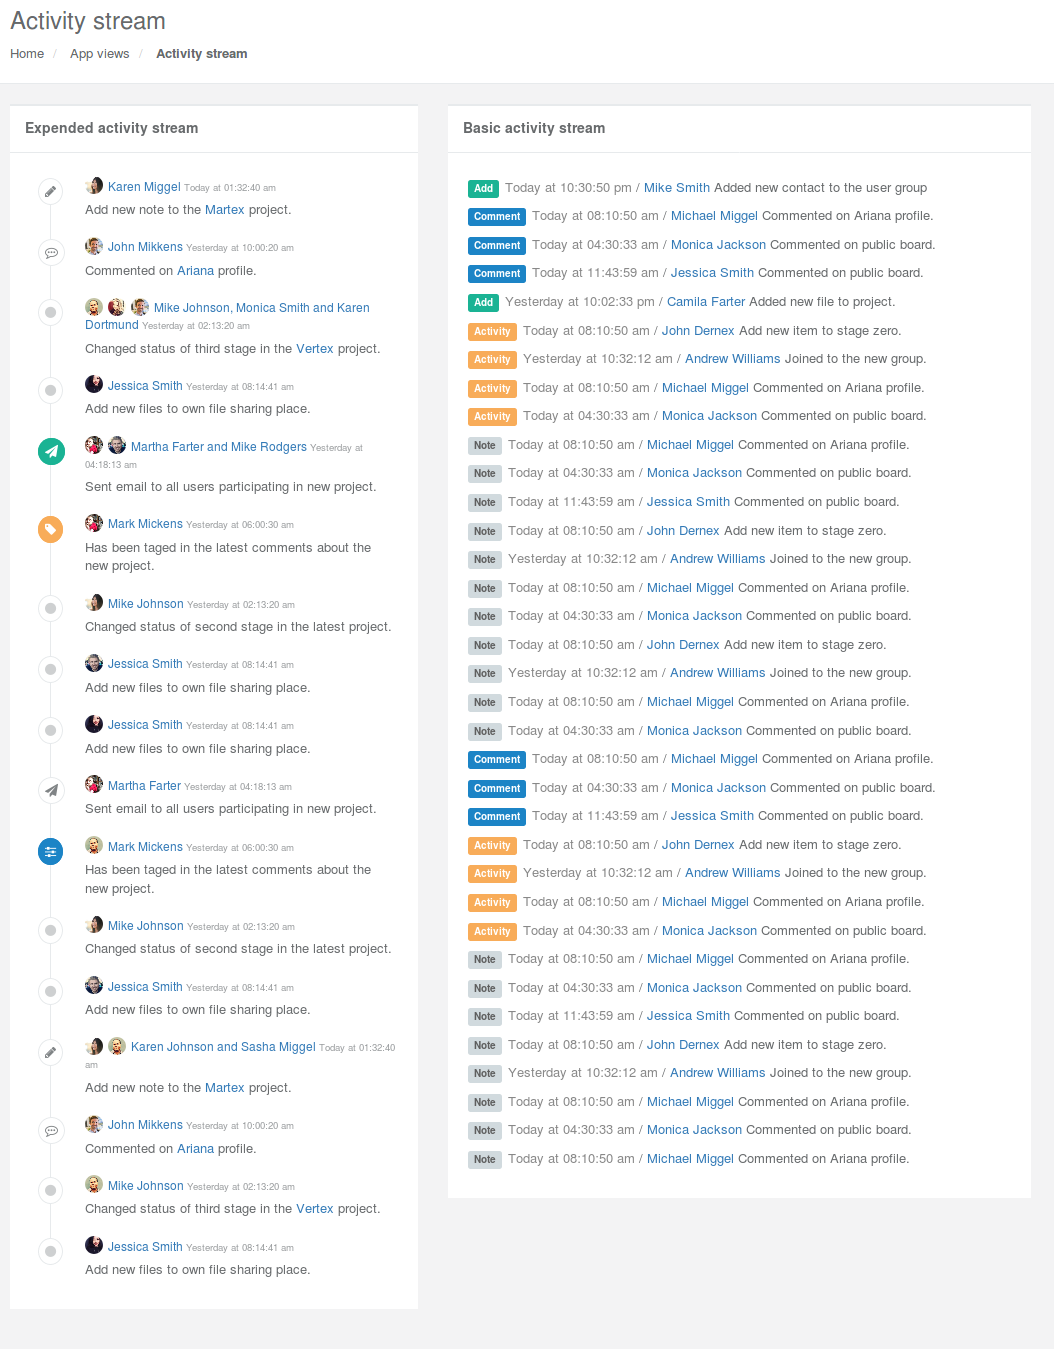 Activity stream
Home / App views / Activity stream
Expended activity stream
Karen Miggel Today at 01:32:40 am
Add new note to the Martex project.
John Mikkens Yesterday at 10:00:20 am
Commented on Ariana profile.
Mike Johnson, Monica Smith and Karen
Dortmund Yesterday at 02:13:20 am
Changed status of third stage in the Vertex project.
Jessica Smith Yesterday at 08:14:41 am
Add new files to own file sharing place.
Martha Farter and Mike Rodgers Yesterday at
04:18:13 am
Sent email to all users participating in new project.
Mark Mickens Yesterday at 06:00:30 am
Has been taged in the latest comments about the
new project.
Mike Johnson Yesterday at 02:13:20 am
Changed status of second stage in the latest project.
Jessica Smith Yesterday at 08:14:41 am
Add new files to own file sharing place.
Jessica Smith Yesterday at 08:14:41 am
Add new files to own file sharing place.
Martha Farter Yesterday at 04:18:13 am
Sent email to all users participating in new project.
Mark Mickens Yesterday at 06:00:30 am
Has been taged in the latest comments about the
new project.
Mike Johnson Yesterday at 02:13:20 am
Changed status of second stage in the latest project.
Jessica Smith Yesterday at 08:14:41 am
Add new files to own file sharing place.
Karen Johnson and Sasha Miggel Today at 01:32:40
am
Add new note to the Martex project.
John Mikkens Yesterday at 10:00:20 am
Commented on Ariana profile.
Mike Johnson Yesterday at 02:13:20 am
Changed status of third stage in the Vertex project.
Jessica Smith Yesterday at 08:14:41 am
Add new files to own file sharing place.
Basic activity stream
Add Today at 10:30:50 pm / Mike Smith Added new contact to the user group
Comment Today at 08:10:50 am / Michael Miggel Commented on Ariana profile.
Comment Today at 04:30:33 am / Monica Jackson Commented on public board.
Comment Today at 11:43:59 am / Jessica Smith Commented on public board.
Add Yesterday at 10:02:33 pm / Camila Farter Added new file to project.
Activity Today at 08:10:50 am / John Dernex Add new item to stage zero.
Activity Yesterday at 10:32:12 am / Andrew Williams Joined to the new group.
Activity Today at 08:10:50 am / Michael Miggel Commented on Ariana profile.
Activity Today at 04:30:33 am / Monica Jackson Commented on public board.
Note Today at 08:10:50 am / Michael Miggel Commented on Ariana profile.
Note Today at 04:30:33 am / Monica Jackson Commented on public board.
Note Today at 11:43:59 am / Jessica Smith Commented on public board.
Note Today at 08:10:50 am / John Dernex Add new item to stage zero.
Note Yesterday at 10:32:12 am / Andrew Williams Joined to the new group.
Note Today at 08:10:50 am / Michael Miggel Commented on Ariana profile.
Note Today at 04:30:33 am / Monica Jackson Commented on public board.
Note Today at 08:10:50 am / John Dernex Add new item to stage zero.
Note Yesterday at 10:32:12 am / Andrew Williams Joined to the new group.
Note Today at 08:10:50 am / Michael Miggel Commented on Ariana profile.
Note Today at 04:30:33 am / Monica Jackson Commented on public board.
Comment Today at 08:10:50 am / Michael Miggel Commented on Ariana profile.
Comment Today at 04:30:33 am / Monica Jackson Commented on public board.
Comment Today at 11:43:59 am / Jessica Smith Commented on public board.
Activity Today at 08:10:50 am / John Dernex Add new item to stage zero.
Activity Yesterday at 10:32:12 am / Andrew Williams Joined to the new group.
Activity Today at 08:10:50 am / Michael Miggel Commented on Ariana profile.
Activity Today at 04:30:33 am / Monica Jackson Commented on public board.
Note Today at 08:10:50 am / Michael Miggel Commented on Ariana profile.
Note Today at 04:30:33 am / Monica Jackson Commented on public board.
Note Today at 11:43:59 am / Jessica Smith Commented on public board.
Note Today at 08:10:50 am / John Dernex Add new item to stage zero.
Note Yesterday at 10:32:12 am / Andrew Williams Joined to the new group.
Note Today at 08:10:50 am / Michael Miggel Commented on Ariana profile.
Note Today at 04:30:33 am / Monica Jackson Commented on public board.
Note Today at 08:10:50 am / Michael Miggel Commented on Ariana profile.